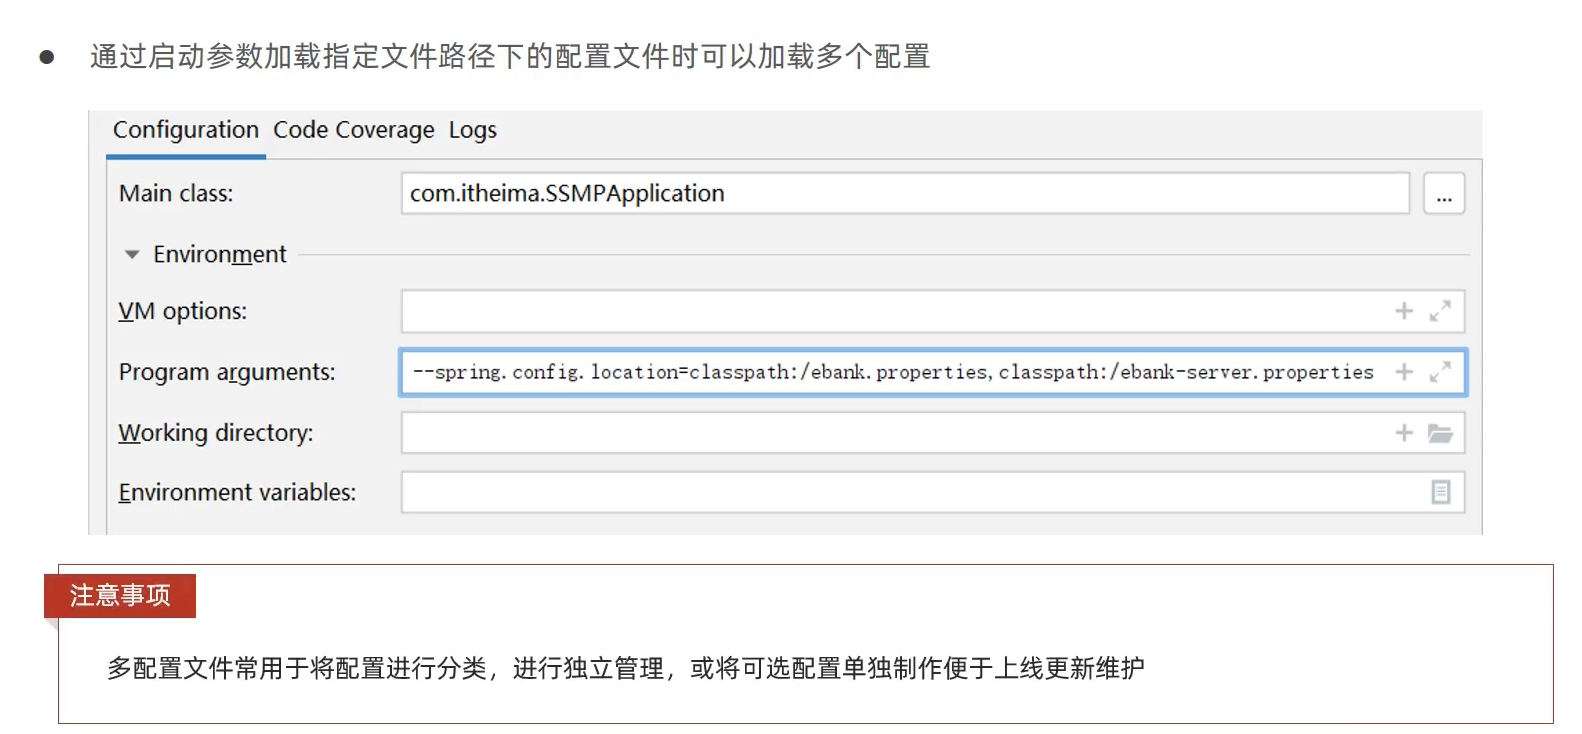 通过启动参数加载指定文件路径下的配置文件时可以加载多个配置
Configuration Code Coverage Logs
Main class: com.itheima.SSMPApplication ...
Environment
VM options:
Program arguments: --spring.config.location=classpath:/ebank.properties,classpath:/ebank-server.properties
Working directory:
Environment variables:
注意事项
多配置文件常用于将配置进行分类，进行独立管理，或将可选配置单独制作便于上线更新维护